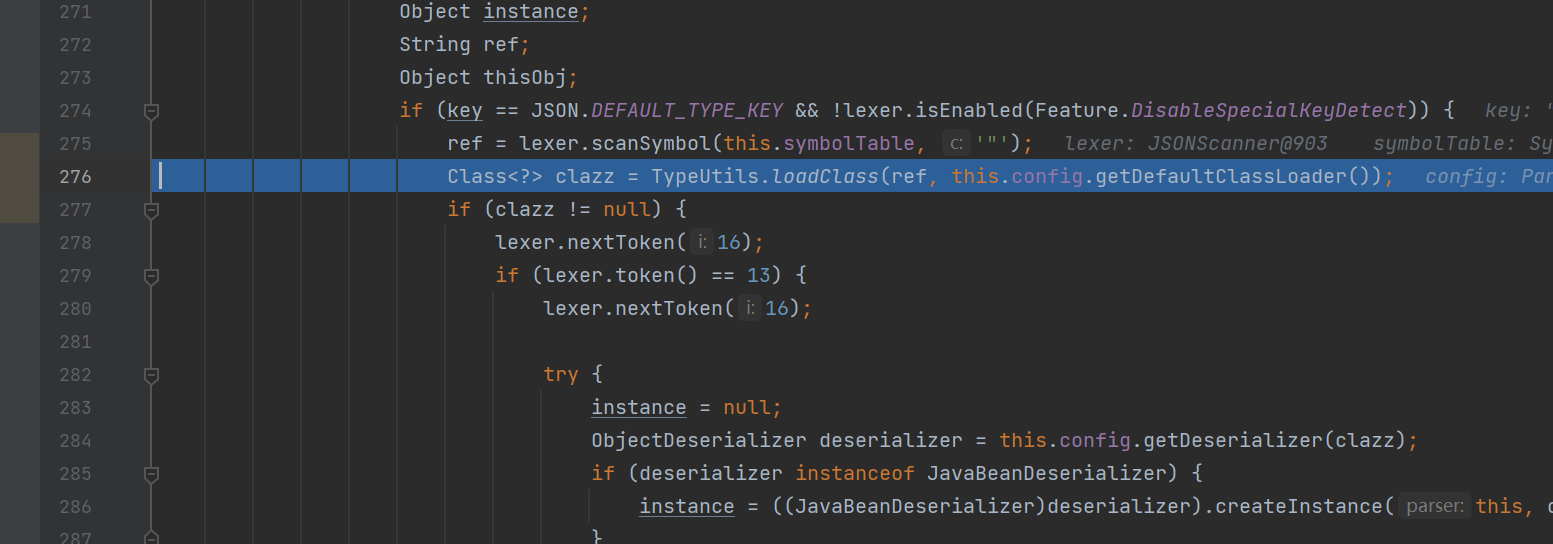 271 Object instance;
272 String ref;
273 Object thisObj;
274 if (key == JSON.DEFAULT_TYPE_KEY && !lexer.isEnabled(Feature.DisableSpecialKeyDetect)) { key: "
275 ref = lexer.scanSymbol(this.symbolTable, c: '"'); lexer: JSONScanner@903 symbolTable: Sy
276 Class<?> clazz = TypeUtils.loadClass(ref, this.config.getDefaultClassLoader()); config: Par
277 if (clazz != null) {
278 lexer.nextToken( i: 16);
279 if (lexer.token() == 13) {
280 lexer.nextToken( i: 16);
281
282 try {
283 instance = null;
284 ObjectDeserializer deserializer = this.config.getDeserializer(clazz);
285 if (deserializer instanceof JavaBeanDeserializer) {
286 instance = ((JavaBeanDeserializer)deserializer).createInstance( parser: this, c
287 }